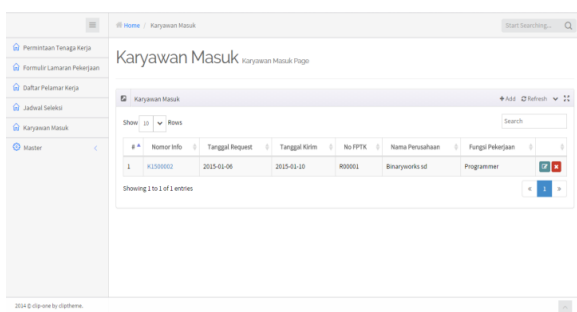 Home / Karyawan Masuk
Start Searching...
Permintaan Tenaga Kerja
Formulir Lamaran Pekerjaan
Daftar Pelamar Kerja
Jadwal Seleksi
Karyawan Masuk
Master
Karyawan Masuk Karyawan Masuk Page
Karyawan Masuk
+Add Refresh
Show 10 Rows
Search
# Nomor Info Tanggal Request Tanggal Kirim No FPTK Nama Perusahaan Fungsi Pekerjaan
1 K1500002 2015-01-06 2015-01-10 R00001 Binaryworks sd Programmer
Showing 1 to 1 of 1 entries
« 1 »
2014 © clip-one by cliptheme.